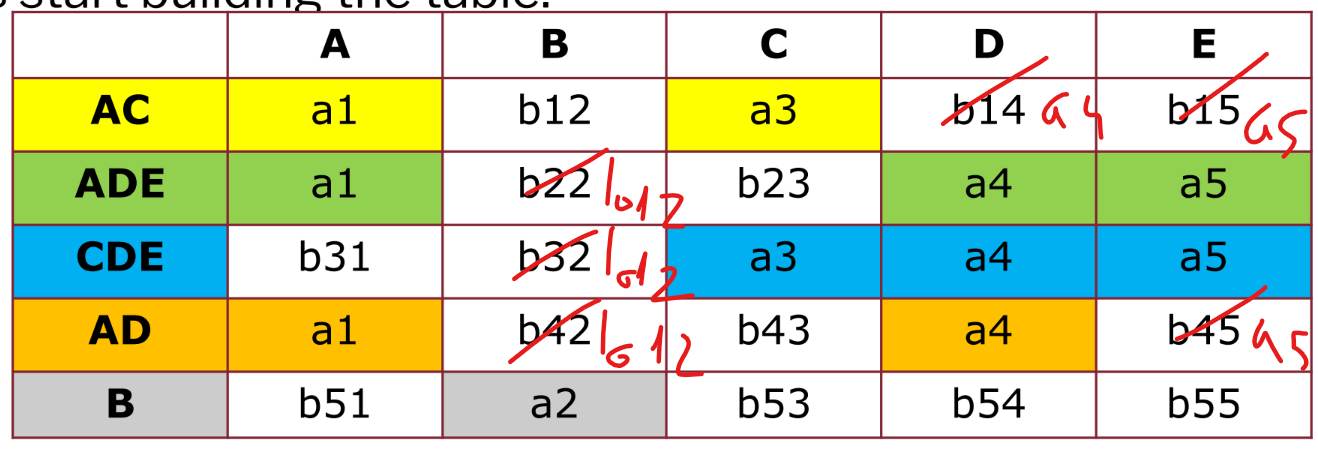 s start building the table.
A B C D E
AC a1 b12 a3 b14 a4 b15 a5
ADE a1 b22 b12 b23 a4 a5
CDE b31 b32 b12 a3 a4 a5
AD a1 b42 b12 b43 a4 b45 a5
B b51 a2 b53 b54 b55